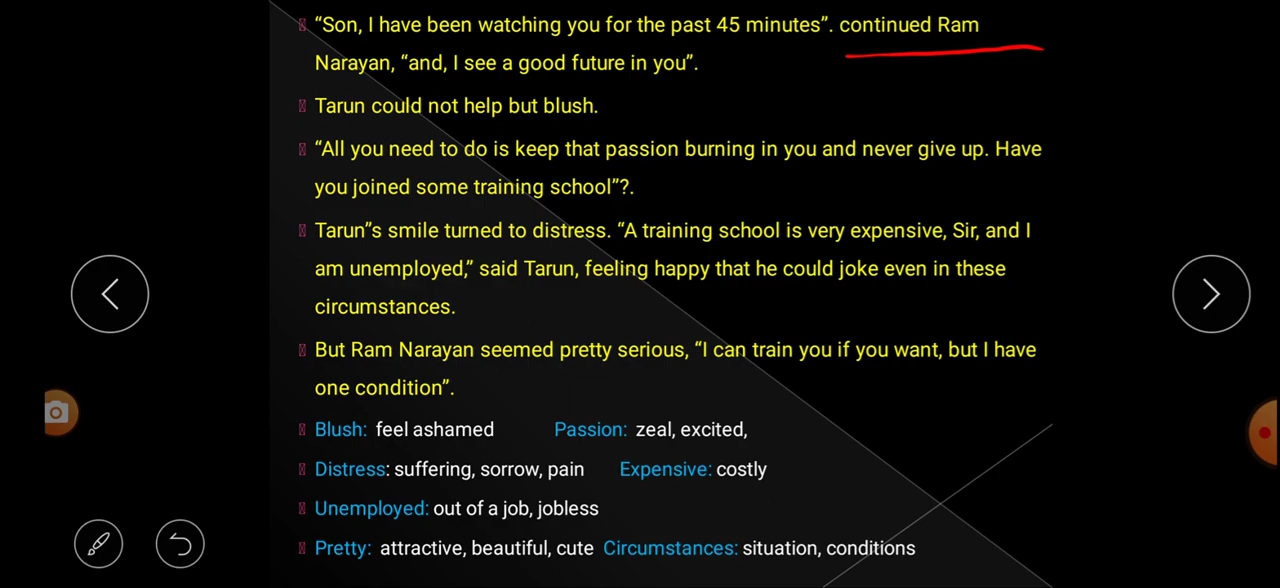 “Son, I have been watching you for the past 45 minutes”. continued Ram
Narayan, “and, I see a good future in you”.
Tarun could not help but blush.
“All you need to do is keep that passion burning in you and never give up. Have
you joined some training school”?.
Tarun”s smile turned to distress. “A training school is very expensive, Sir, and I
am unemployed,” said Tarun, feeling happy that he could joke even in these
circumstances.
But Ram Narayan seemed pretty serious, “I can train you if you want, but I have
one condition”.
Blush: feel ashamed Passion: zeal, excited,
Distress: suffering, sorrow, pain Expensive: costly
Unemployed: out of a job, jobless
Pretty: attractive, beautiful, cute Circumstances: situation, conditions